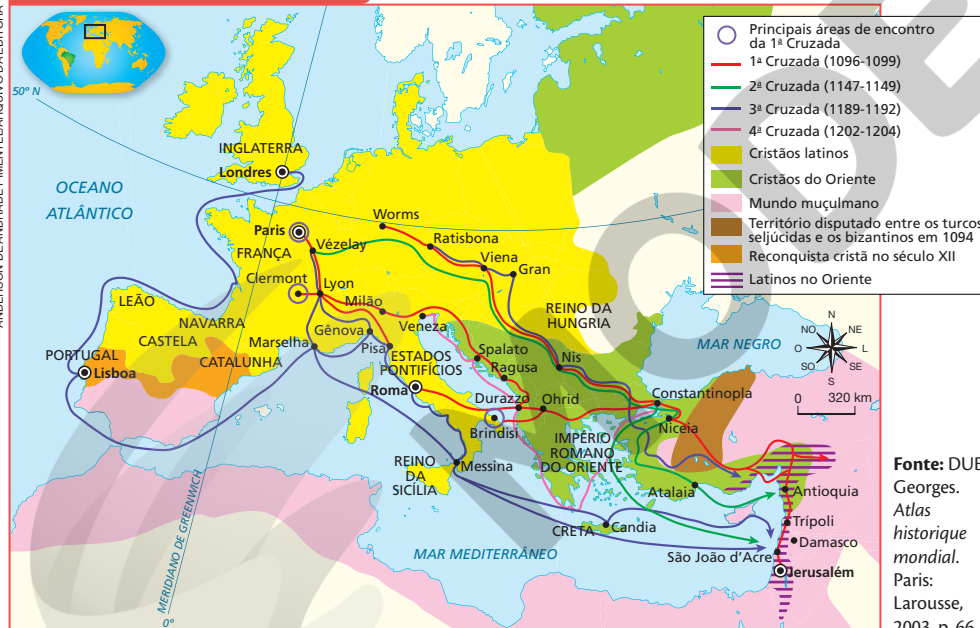 50º N
OCEANO
ATLÂNTICO
INGLATERRA
Londres
Paris
FRANÇA
Vézelay
Clermont
Lyon
Worms
Ratisbona
Viena
Gran
Milão
Veneza
Gênova
Marselha
Pisa
ESTADOS
PONTIFÍCIOS
Roma
LEÃO
NAVARRA
CASTELA
CATALUNHA
PORTUGAL
Lisboa
REINO DA
HUNGRIA
Spalato
Ragusa
Nis
Durazzo
Ohrid
Brindisi
Constantinopla
Niceia
IMPÉRIO
ROMANO
DO ORIENTE
REINO
DA
SICÍLIA
Messina
Atalaia
CRETA
Candia
Antioquia
Trípoli
Damasco
São João d'Acre
Jerusalém
MAR NEGRO
MAR MEDITERRÂNEO
MERIDIANO DE GREENWICH
0º
Principais áreas de encontro
da 1ª Cruzada
1ª Cruzada (1096-1099)
2ª Cruzada (1147-1149)
3ª Cruzada (1189-1192)
4ª Cruzada (1202-1204)
Cristãos latinos
Cristãos do Oriente
Mundo muçulmano
Território disputado entre os turcos
seljúcidas e os bizantinos em 1094
Reconquista cristã no século XII
Latinos no Oriente
N
NO
NE
O
L
SO
SE
S
0
320 km
Fonte: DUB
Georges.
Atlas
historique
mondial.
Paris:
Larousse,
2003. p. 66